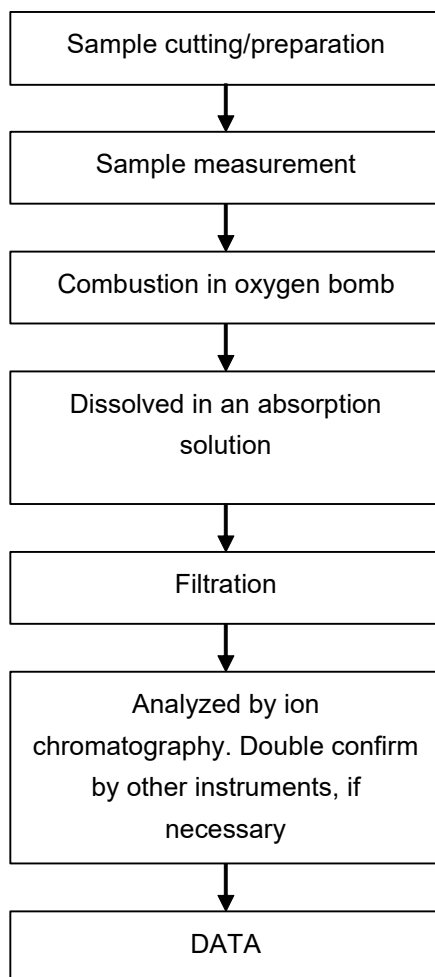 Sample cutting/preparation
Sample measurement
Combustion in oxygen bomb
Dissolved in an absorption
solution
Filtration
Analyzed by ion
chromatography. Double confirm
by other instruments, if
necessary
DATA